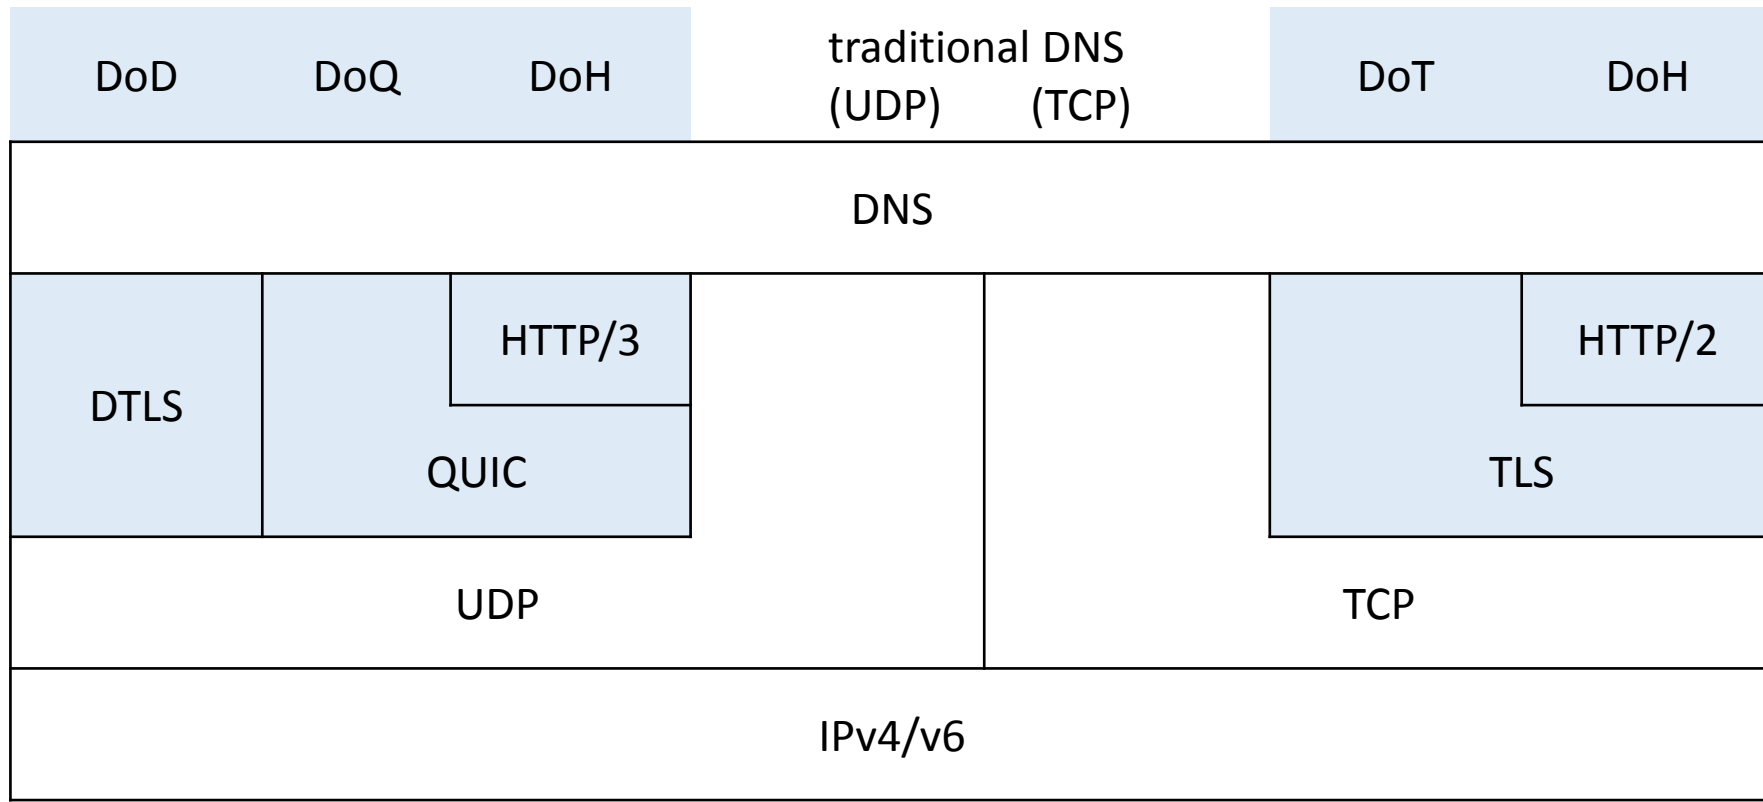 DoD DoQ DoH traditional DNS DoT DoH
(UDP) (TCP)
DNS
HTTP/3 HTTP/2
DTLS
QUIC TLS
UDP TCP
IPv4/v6